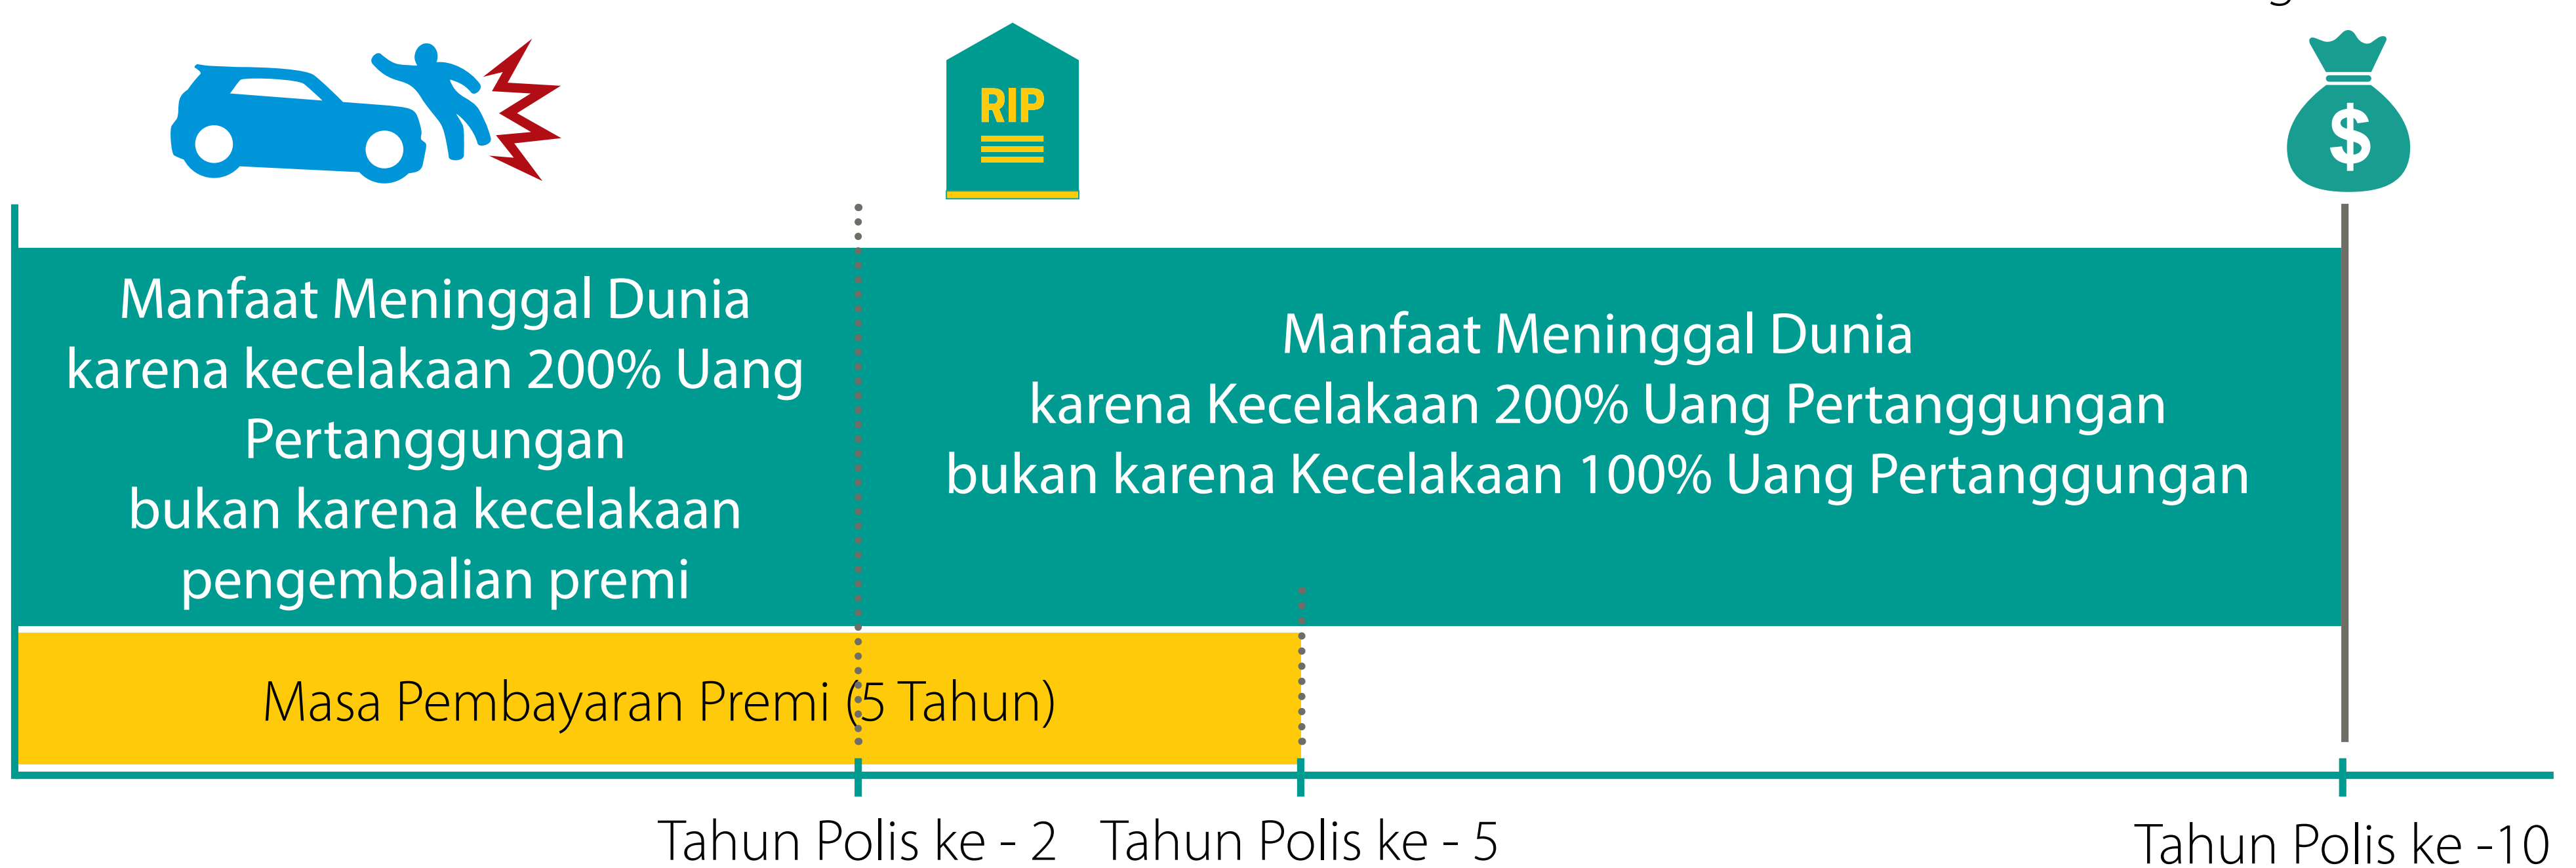 RIP
$
Manfaat Meninggal Dunia
karena kecelakaan 200% Uang
Pertanggungan
bukan karena kecelakaan
pengembalian premi
Manfaat Meninggal Dunia
karena Kecelakaan 200% Uang Pertanggungan
bukan karena Kecelakaan 100% Uang Pertanggungan
Masa Pembayaran Premi (5 Tahun)
Tahun Polis ke - 2
Tahun Polis ke - 5
Tahun Polis ke -10